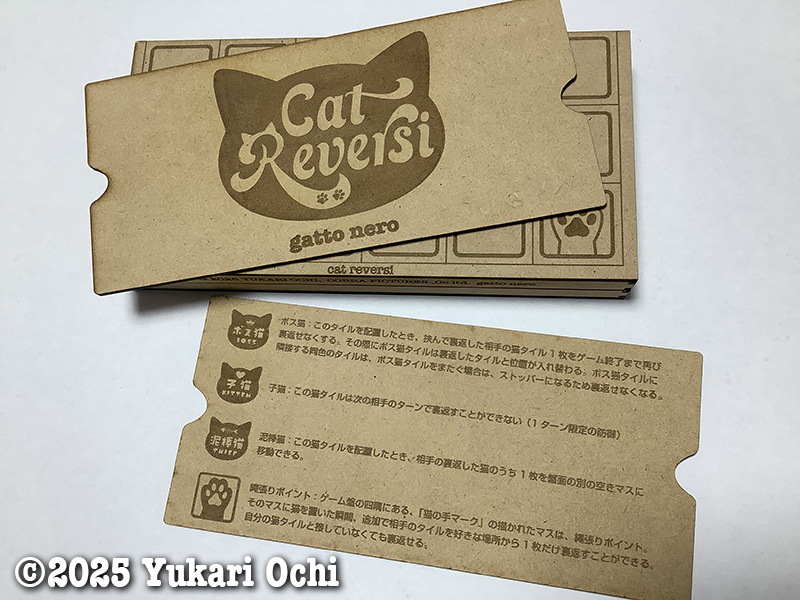 Cat
Reversi
gatto nero
cat reversi
2025 YUKARI OCHI, COBRA PICTURES.,Co.ltd. gatto nero
ボス猫
BOSS
ボス猫:このタイルを配置したとき、挟んで裏返した相手の猫タイル1枚をゲーム終了まで再び
裏返せなくする。その際にボス猫タイルは裏返したタイルと位置が入れ替わる。ボス猫タイルに
隣接する同色のタイルは、ボス猫タイルをまたぐ場合は、ストッパーになるため裏返せなくなる。
子猫
KITTEN
子猫:この猫タイルは次の相手のターンで裏返すことができない(1ターン限定の防御)
泥棒猫
THIEF
泥棒猫:この猫タイルを配置したとき、相手の裏返した猫のうち1枚を盤面の別の空きマスに
移動できる。
縄張りポイント:ゲーム盤の四隅にある、「猫の手マーク」の描かれたマスは、縄張りポイント。
そのマスに猫を置いた瞬間、追加で相手のタイルを好きな場所から1枚だけ裏返すことができる。
自分の猫タイルと接していなくても裏返せる。
©2025 Yukari Ochi